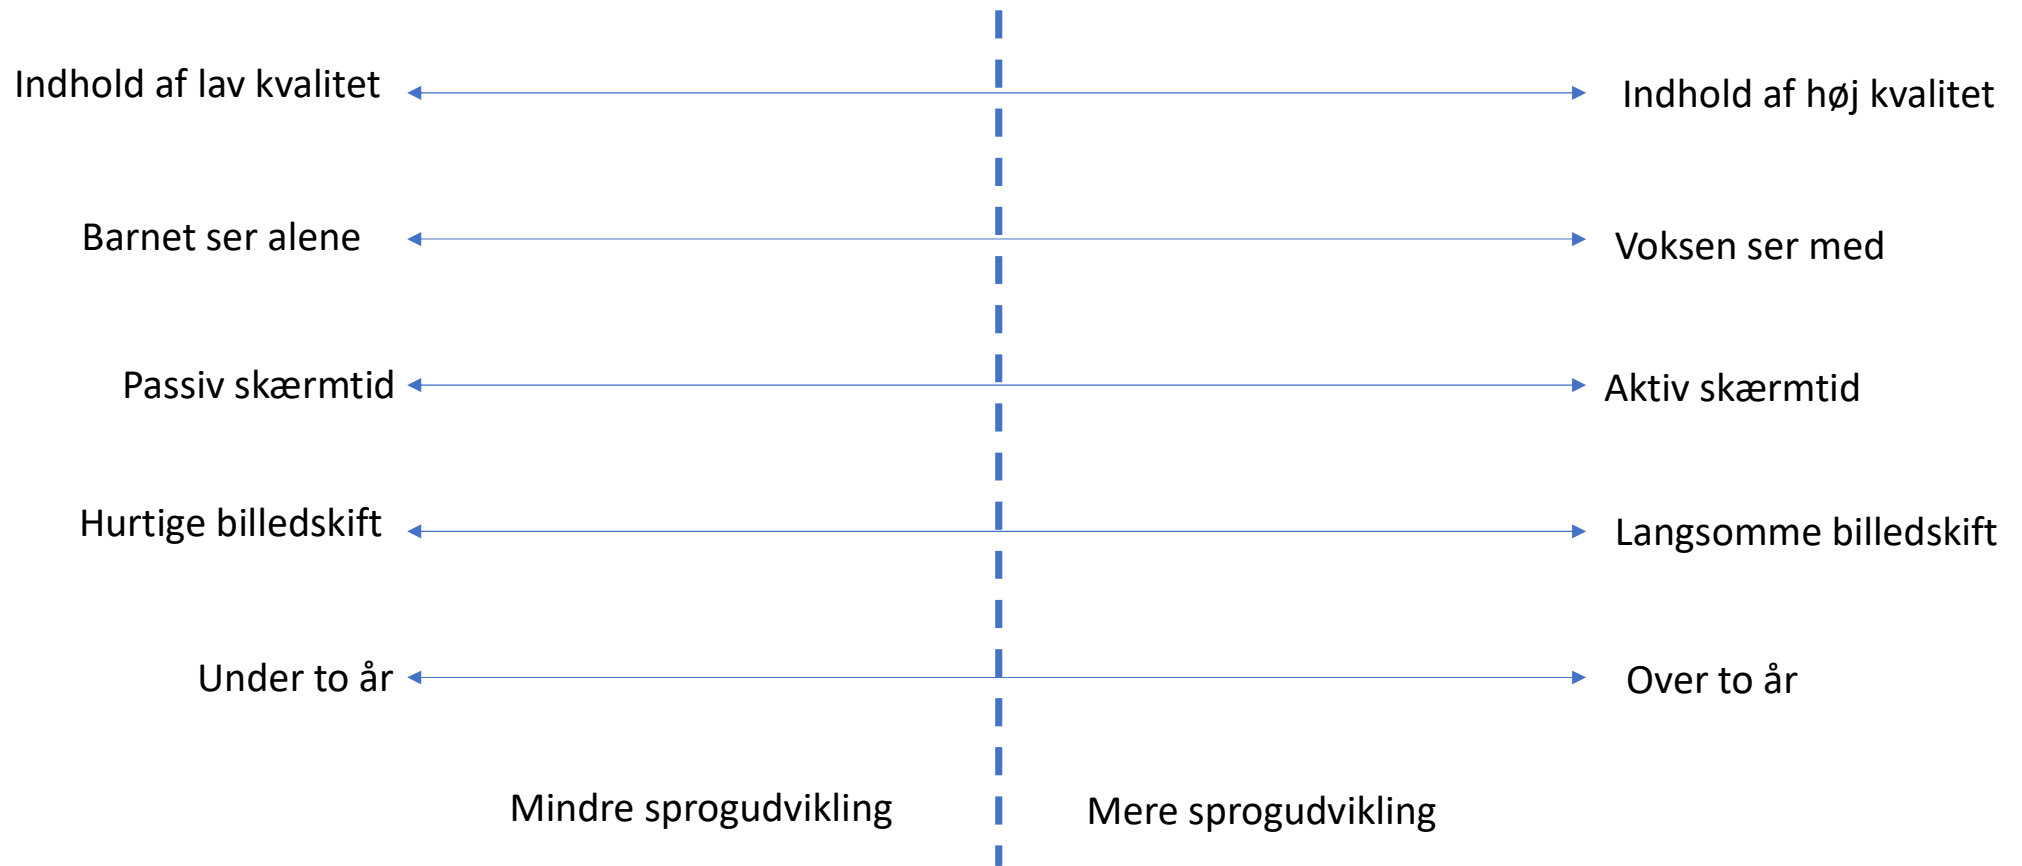 Indhold af lav kvalitet
Indhold af høj kvalitet
Barnet ser alene
Voksen ser med
Passiv skærmtid
Aktiv skærmtid
Hurtige billedskift
Langsomme billedskift
Under to år
Over to år
Mindre sprogudvikling
Mere sprogudvikling